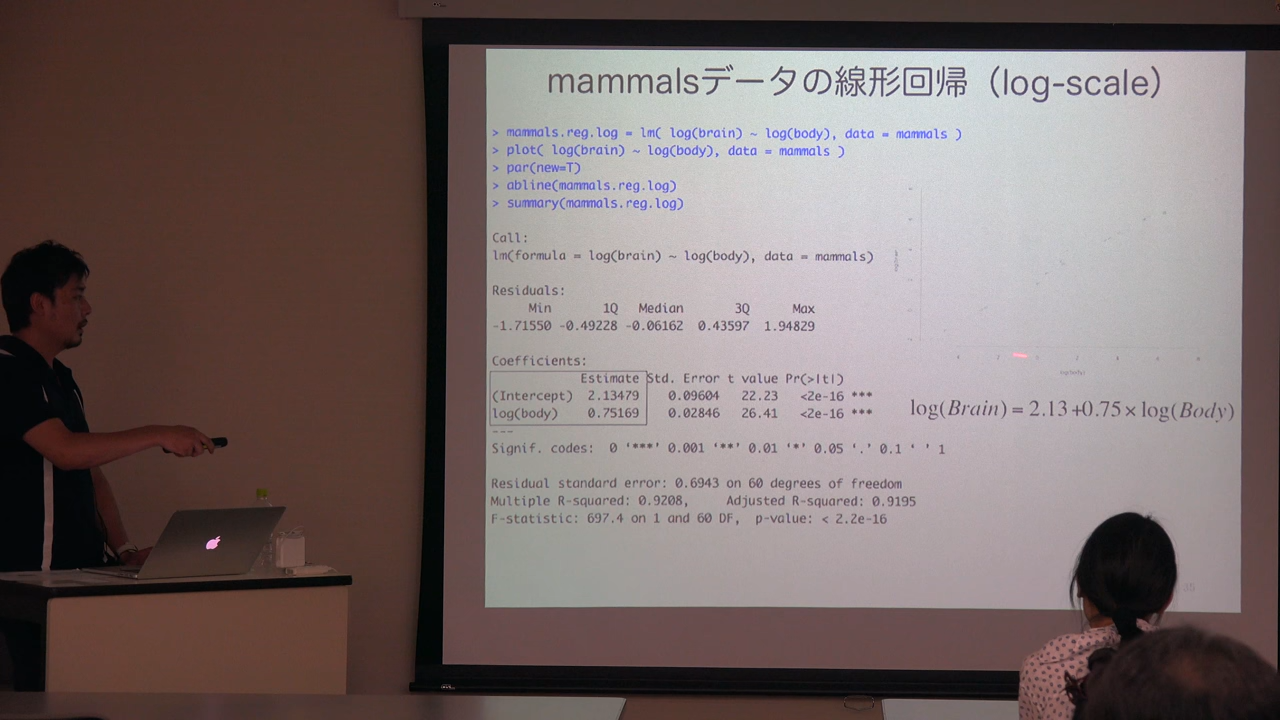 mammalsデータの線形回帰（log-scale）
> mammals.reg.log = lm( log(brain) ~ log(body), data = mammals )
> plot( log(brain) ~ log(body), data = mammals )
> par(new=T)
> abline(mammals.reg.log)
> summary(mammals.reg.log)
Call:
lm(formula = log(brain) ~ log(body), data = mammals)
Residuals:
Min 1Q Median 3Q Max
-1.71550 -0.49228 -0.06162 0.43597 1.94829
Coefficients:
Estimate Std. Error t value Pr(>|t|)
(Intercept) 2.13479 0.09604 22.23 <2e-16 ***
log(body) 0.75169 0.02846 26.41 <2e-16 ***
---
Signif. codes: 0 ‘***’ 0.001 ‘**’ 0.01 ‘*’ 0.05 ‘.’ 0.1 ‘ ’ 1
Residual standard error: 0.6943 on 60 degrees of freedom
Multiple R-squared: 0.9208, Adjusted R-squared: 0.9195
F-statistic: 697.4 on 1 and 60 DF, p-value: < 2.2e-16
log(body)
log(Brain) = 2.13+0.75×log(Body)
35